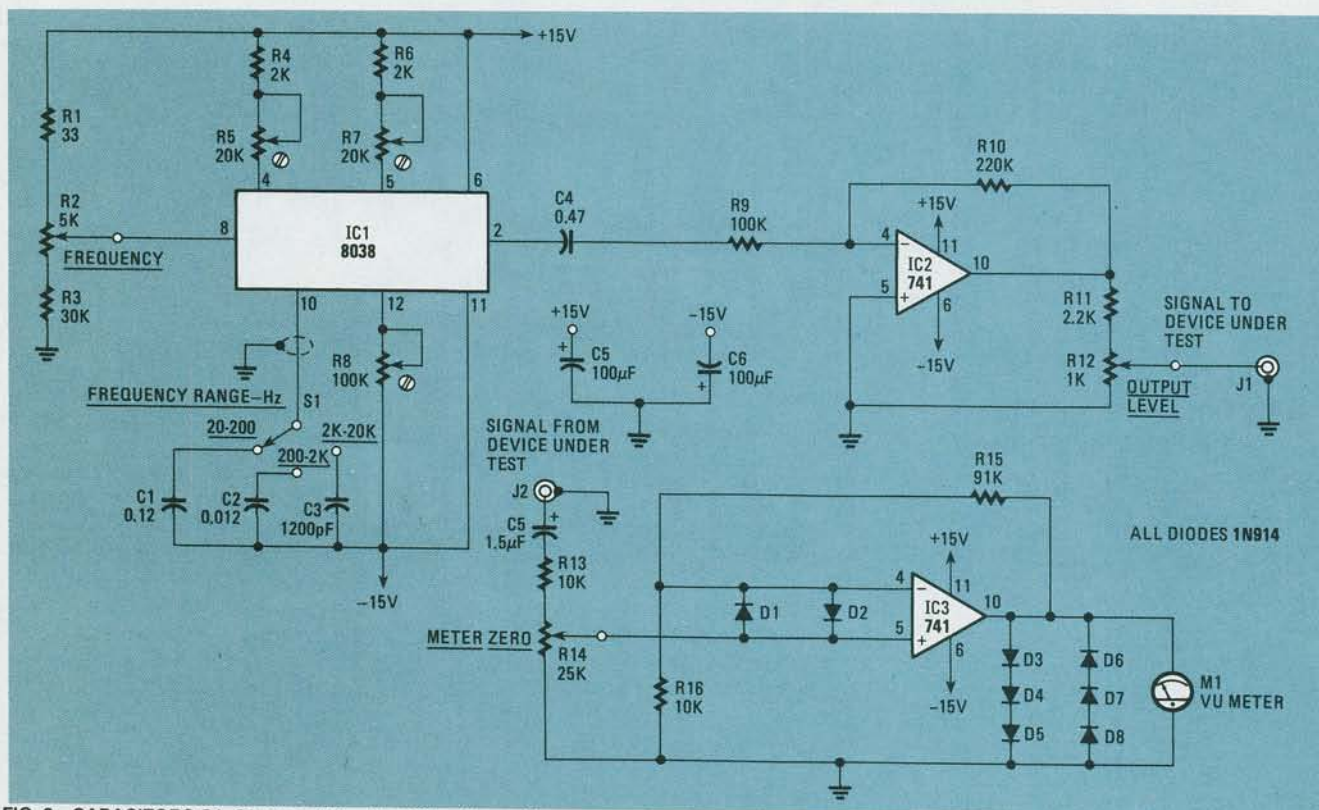 +15V
R4
2K
R6
2K
R1
33
R5
20K
R7
20K
R10
220K
4
5
6
R2
5K
8
IC1
8038
2
C4
0.47
R9
100K
+15V
4
−
11
IC2
741
10
5
+
6
−15V
FREQUENCY
R3
30K
10
12
11
R11
2.2K
R12
1K
SIGNAL TO
DEVICE UNDER
TEST
OUTPUT
LEVEL
J1
+15V
+
C5
100µF
−15V
C6
100µF
+
R8
100K
FREQUENCY RANGE–Hz
S1
20-200
200-2K
2K-20K
C1
0.12
C2
0.012
C3
1200pF
−15V
SIGNAL FROM
DEVICE UNDER
TEST
J2
+
C5
1.5µF
R13
10K
METER ZERO
R14
25K
R15
91K
ALL DIODES 1N914
+15V
4
−
11
D1
D2
IC3
741
10
5
+
6
−15V
R16
10K
D3
D4
D5
D6
D7
D8
M1
VU METER